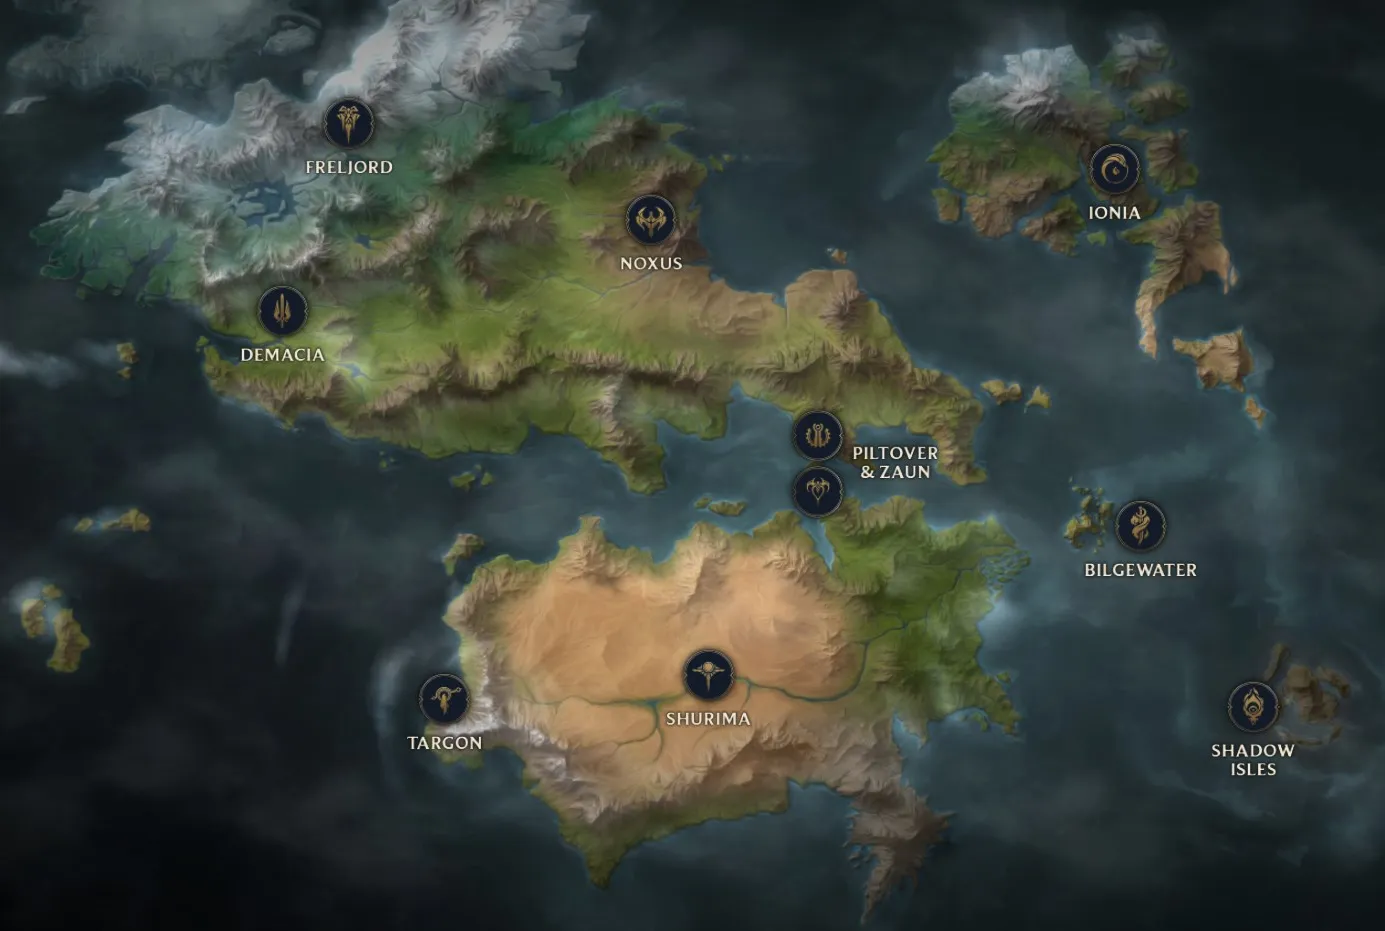 FRELJORD
IONIA
NOXUS
DEMACIA
PILTOVER
& ZAUN
BILGEWATER
SHURIMA
TARGON
SHADOW
ISLES